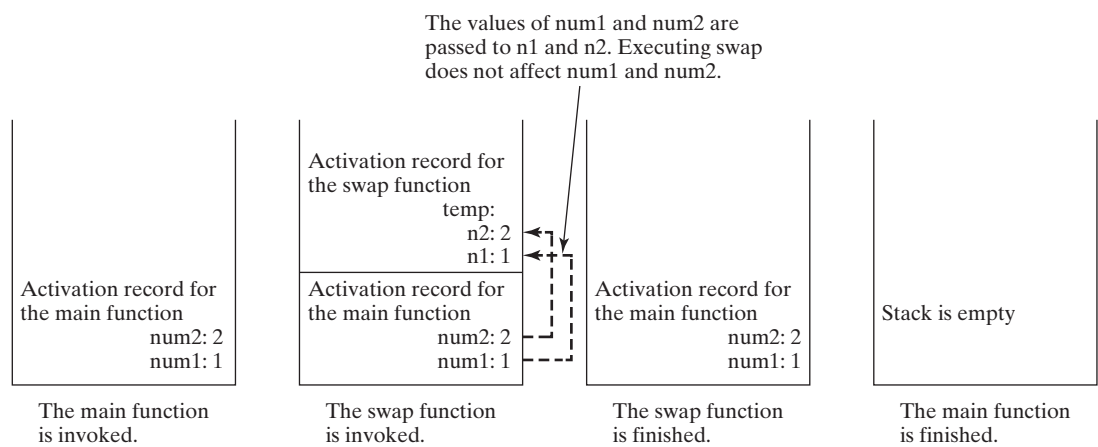 The values of num1 and num2 are
passed to n1 and n2. Executing swap
does not affect num1 and num2.
Activation record for
the main function
num2: 2
num1: 1
The main function
is invoked.
Activation record for
the swap function
temp:
n2: 2
n1: 1
Activation record for
the main function
num2: 2
num1: 1
The swap function
is invoked.
Activation record for
the main function
num2: 2
num1: 1
The swap function
is finished.
Stack is empty
The main function
is finished.